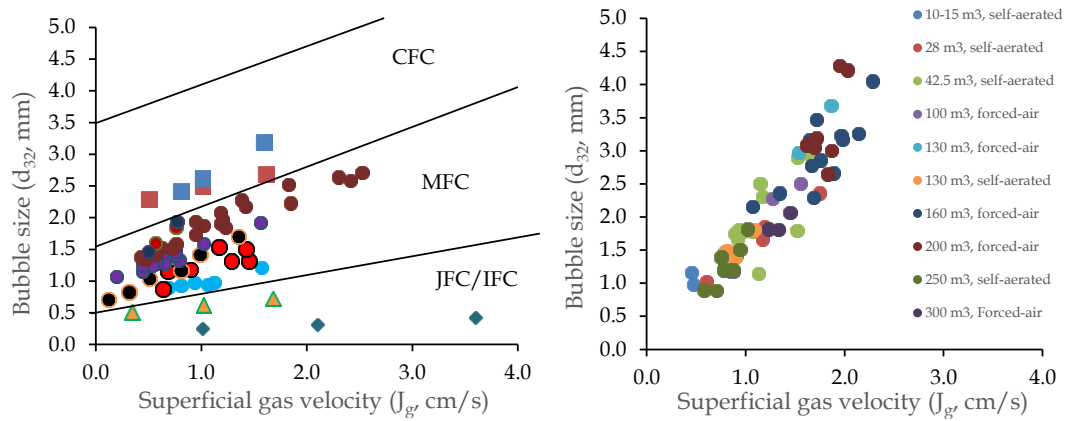 5.0
4.5
4.0
3.5
3.0
2.5
2.0
1.5
1.0
0.5
0.0
Bubble size (d32, mm)
CFC
MFC
JFC/IFC
0.0 1.0 2.0 3.0 4.0
Superficial gas velocity (Jg, cm/s)
5.0
4.5
4.0
3.5
3.0
2.5
2.0
1.5
1.0
0.5
0.0
Bubble size (d32, mm)
0.0 1.0 2.0 3.0 4.0
Superficial gas velocity (Jg, cm/s)
10-15 m3, self-aerated
28 m3, self-aerated
42.5 m3, self-aerated
100 m3, forced-air
130 m3, forced-air
130 m3, self-aerated
160 m3, forced-air
200 m3, forced-air
250 m3, self-aerated
300 m3, Forced-air